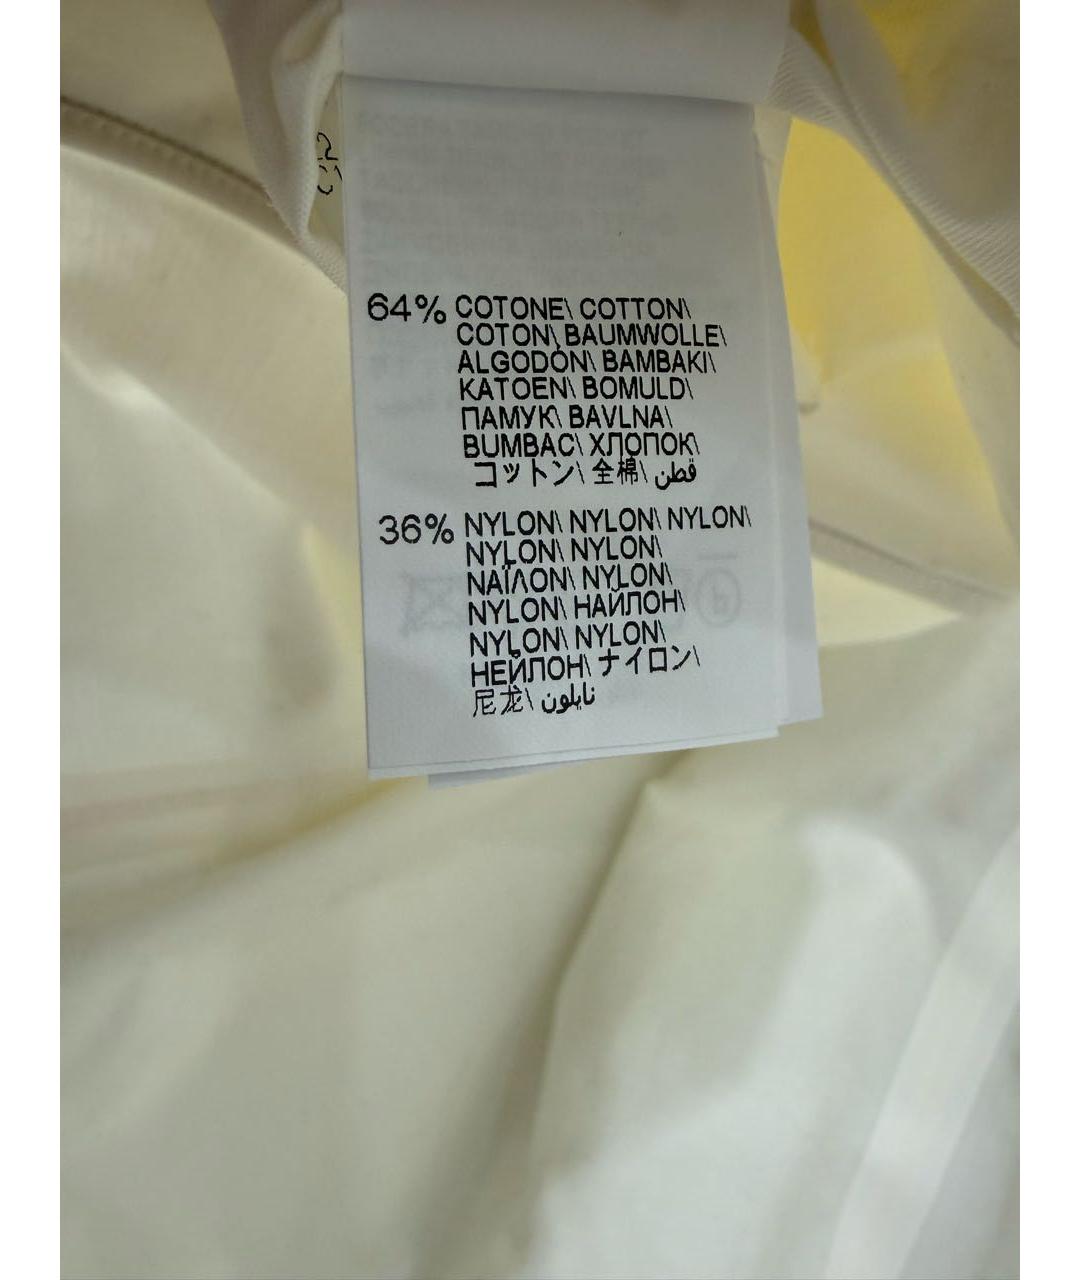 64% COTONE\ COTTON\
COTON\ BAUMWOLLE\
ALGODÒN\ BAMBAKI\
KATOEN\ BOMULD\
ПАМУК\ BAVLNA\
BUMBAC\ ХЛОПОК\
コットン\ 全棉\ قطن
36% NYLON\ NYLON\ NYLON\
NYLON\ NYLON\
ΝΑΪΛΟΝ\ NYLON\
NYLON\ НАЙЛОН\
NYLON\ NYLON\
НЕЙЛОН\ ナイロン\
尼龙\ نايلون